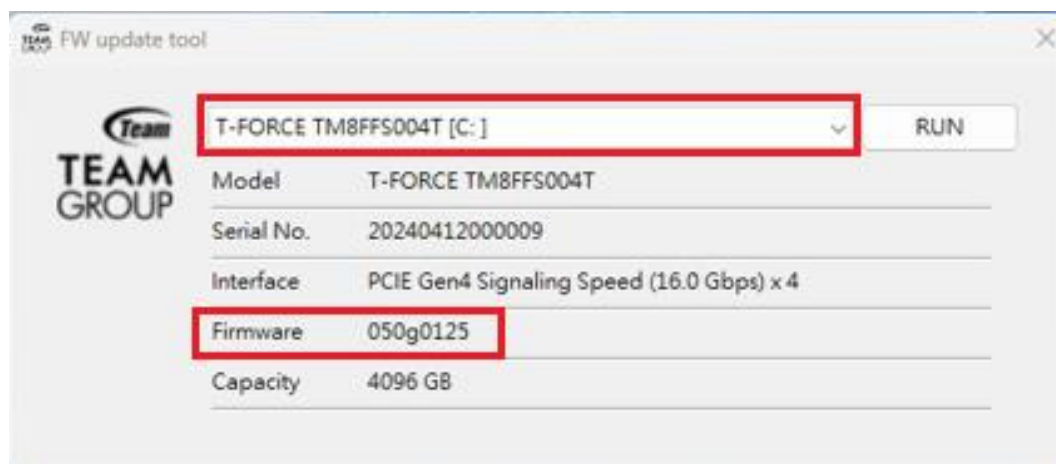 FW update tool
T-FORCE TM8FFS004T [C: ] RUN
Team
TEAM
GROUP
Model T-FORCE TM8FFS004T
Serial No. 20240412000009
Interface PCIE Gen4 Signaling Speed (16.0 Gbps) x 4
Firmware 050g0125
Capacity 4096 GB